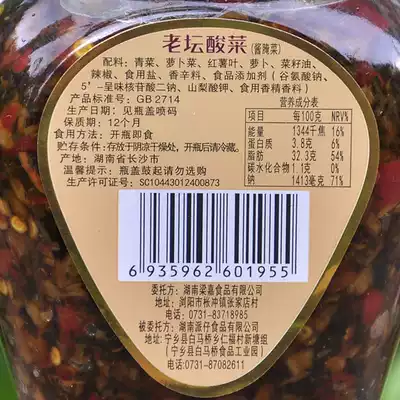 老坛酸菜(酱腌菜)
配料：青菜、萝卜菜、红薯叶、萝卜、菜籽油、
辣椒、食用盐、香辛料、食品添加剂（谷氨酸钠、
5'-呈味核苷酸二钠、山梨酸钾、食用香精香料）
产品标准号：GB 2714
生产日期：见瓶盖喷码
保质期：12个月
食用方法：开瓶即食
贮存条件：存放于阴凉干燥处，开瓶后请冷藏。
产地：湖南省长沙市
温馨提示：瓶盖鼓起请勿选购
生产许可证号：SC10443012400873
营养成分表
项目 每100克 NRV%
能量 1344千焦 16%
蛋白质 3.8克 6%
脂肪 32.3克 54%
碳水化合物 1.1克 0%
钠 1413毫克 71%
6 935962 601955
委托方：湖南梁嘉食品有限公司
地址：浏阳市枨冲镇张家店村
电话：0731-83718985
被委托方：湖南派仔食品有限公司
地址：宁乡县白马桥乡仁福村新塘组
（宁乡县白马桥食品工业园）
电话：0731-87082611